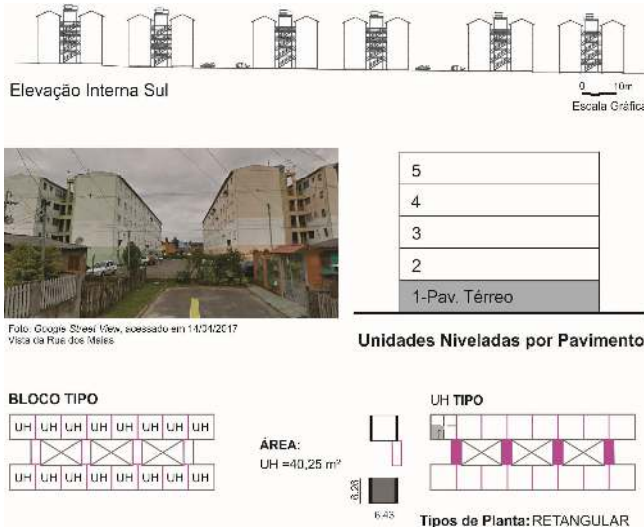 Elevação Interna Sul
0 10m
Escala Gráfica
5
4
3
2
1-Pav. Térreo
Foto: Google Street View, acessado em 14/04/2017
Vista da Rua dos Maias
Unidades Niveladas por Pavimento
BLOCO TIPO
UH UH UH UH UH UH UH UH
UH UH UH UH UH UH UH UH
ÁREA:
UH =40,25 m²
6.26
6.43
UH TIPO
Tipos de Planta: RETANGULAR